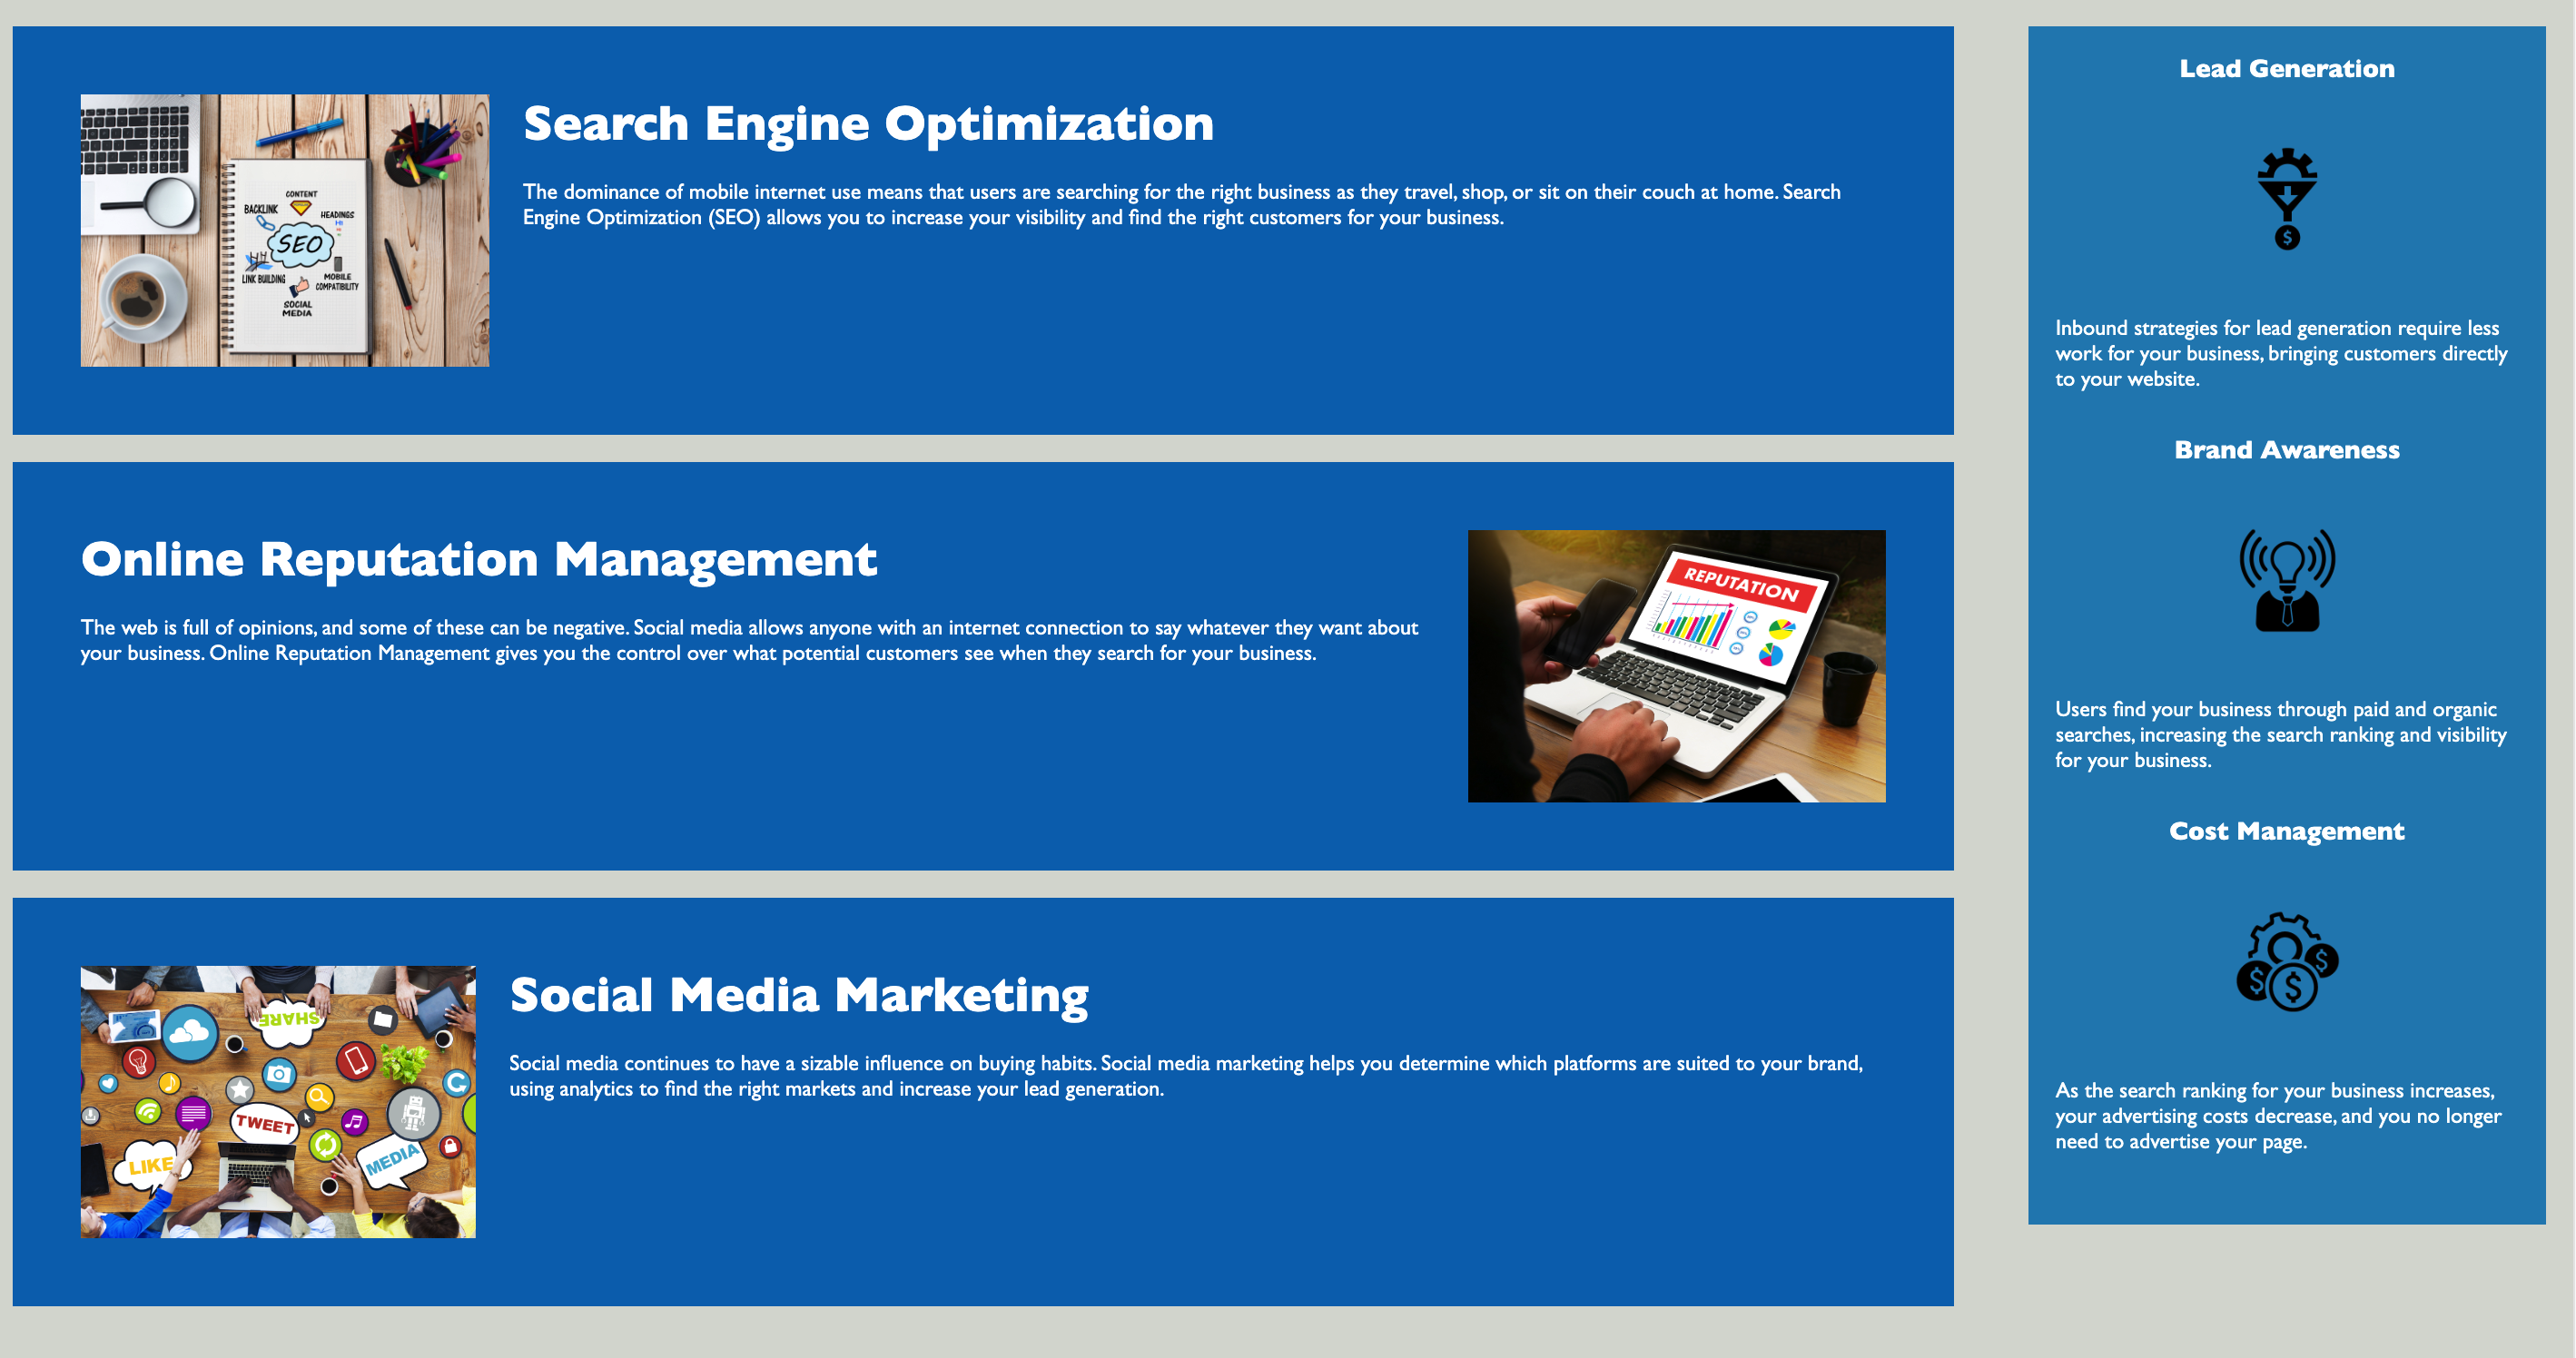 Search Engine Optimization
The dominance of mobile internet use means that users are searching for the right business as they travel, shop, or sit on their couch at home. Search
Engine Optimization (SEO) allows you to increase your visibility and find the right customers for your business.
CONTENT
BACKLINK
HEADINGS
H1
SEO
LINK BUILDING
MOBILE
COMPATIBILITY
SOCIAL
MEDIA
Online Reputation Management
The web is full of opinions, and some of these can be negative. Social media allows anyone with an internet connection to say whatever they want about
your business. Online Reputation Management gives you the control over what potential customers see when they search for your business.
REPUTATION
Social Media Marketing
Social media continues to have a sizable influence on buying habits. Social media marketing helps you determine which platforms are suited to your brand,
using analytics to find the right markets and increase your lead generation.
SHARE
TWEET
LIKE
MEDIA
Lead Generation
$
Inbound strategies for lead generation require less
work for your business, bringing customers directly
to your website.
Brand Awareness
Users find your business through paid and organic
searches, increasing the search ranking and visibility
for your business.
Cost Management
$ $ $
As the search ranking for your business increases,
your advertising costs decrease, and you no longer
need to advertise your page.